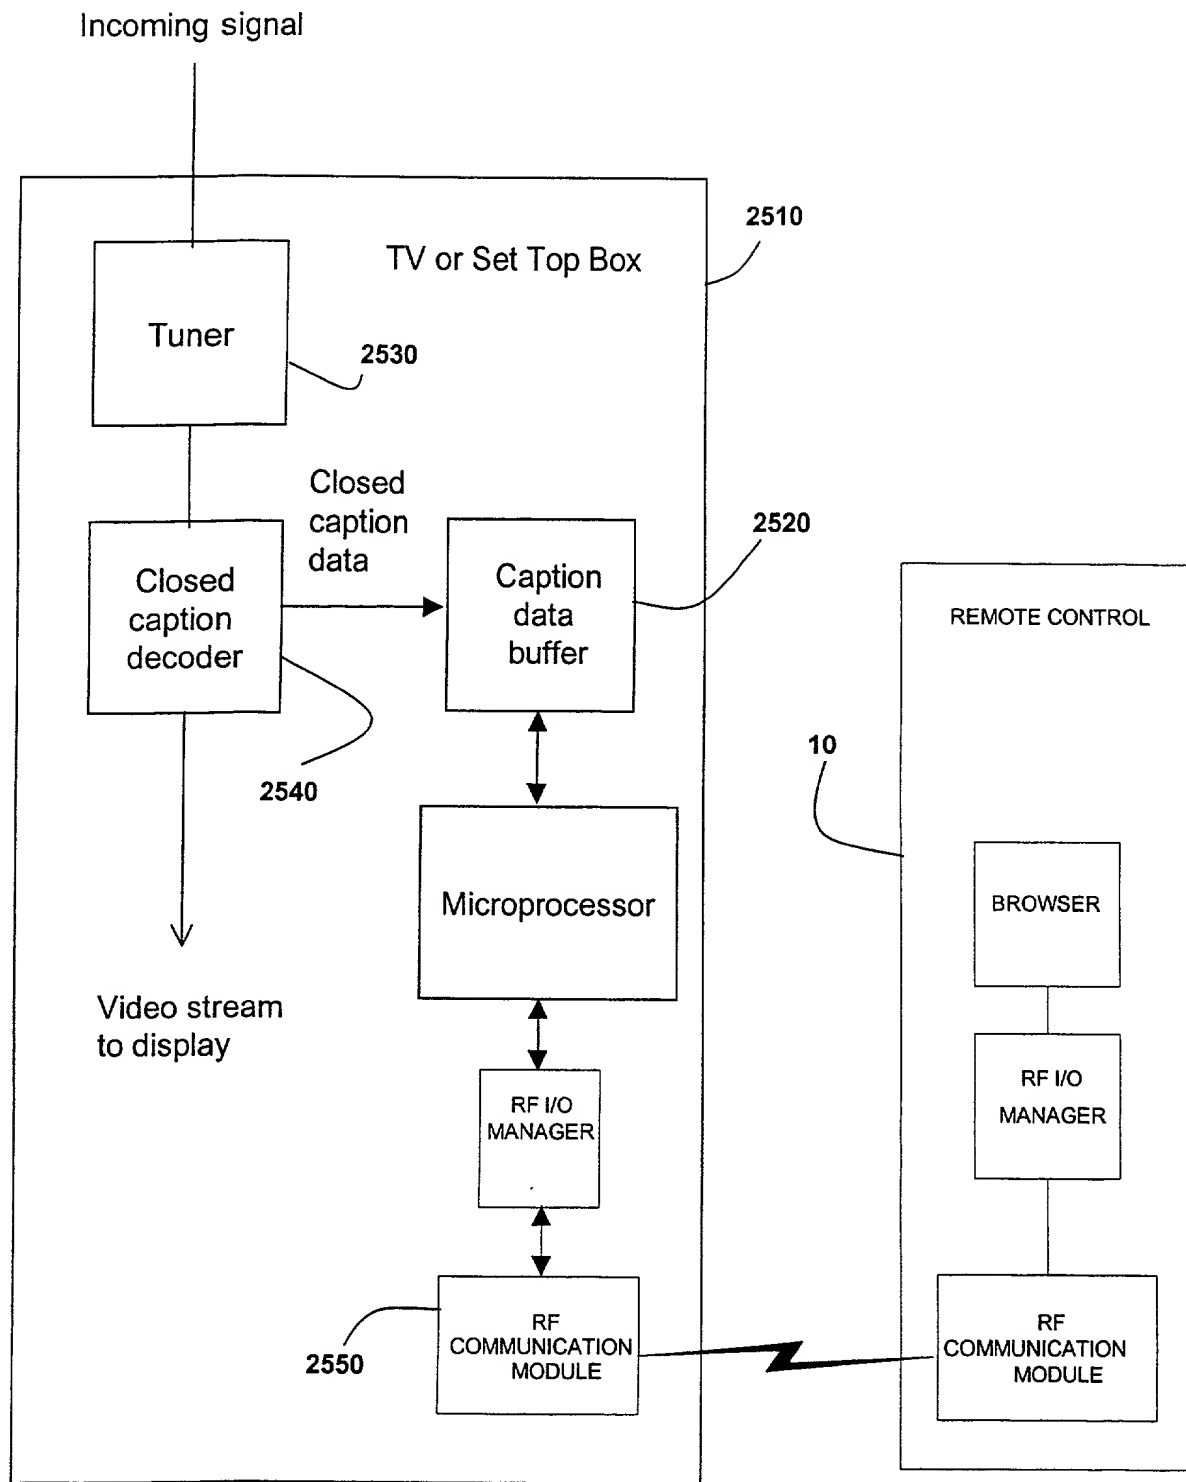 Incoming signal
2510
TV or Set Top Box
Tuner
2530
Closed
caption
data
2520
Closed
caption
decoder
Caption
data
buffer
REMOTE CONTROL
10
2540
BROWSER
Microprocessor
Video stream
to display
RF I/O
MANAGER
RF I/O
MANAGER
RF
COMMUNICATION
MODULE
2550
RF
COMMUNICATION
MODULE